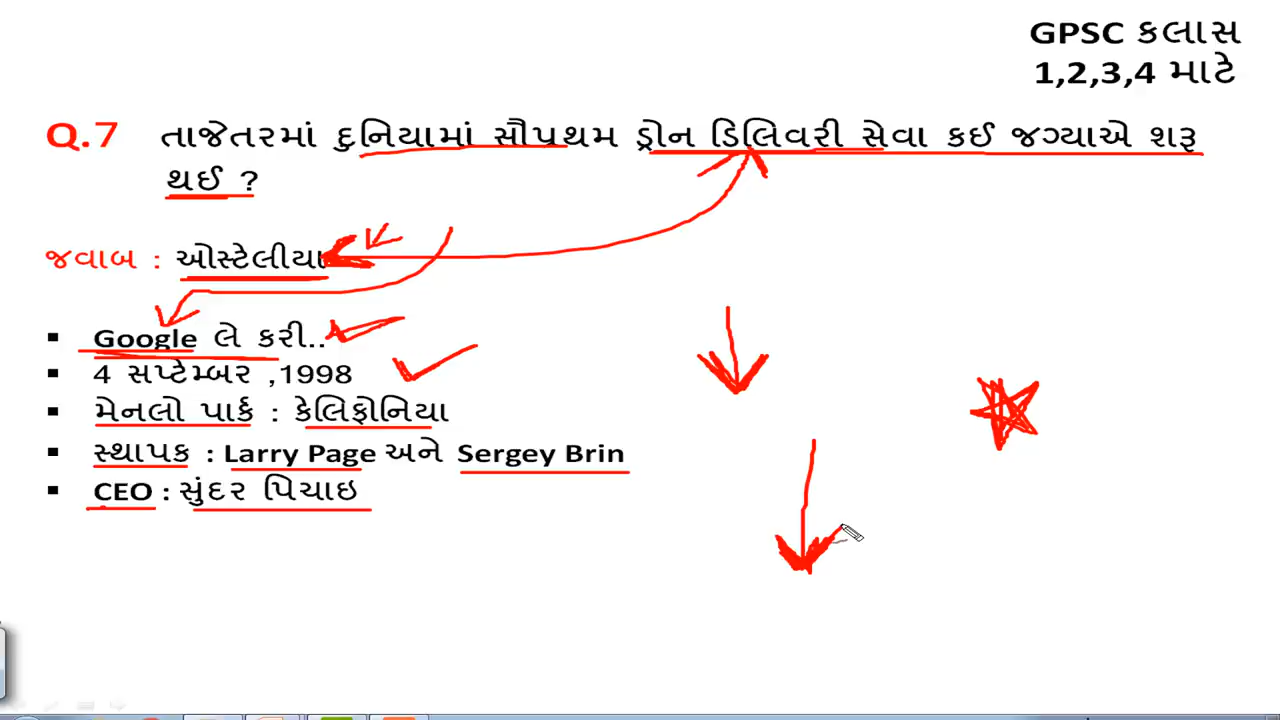 GPSC કલાસ
1,2,3,4 માટે
Q.7 તાજેતરમાં દુનિયામાં સૌપ્રથમ ડ્રોન ડિલિવરી સેવા કઈ જગ્યાએ શરૂ
થઈ ?
જવાબ : ઓસ્ટેલીયા
▪ Google લે કરી..
▪ 4 સપ્ટેમ્બર ,1998
▪ મેનલો પાર્ક : કેલિફોનિયા
▪ સ્થાપક : Larry Page અને Sergey Brin
▪ CEO : સુંદર પિચાઇ